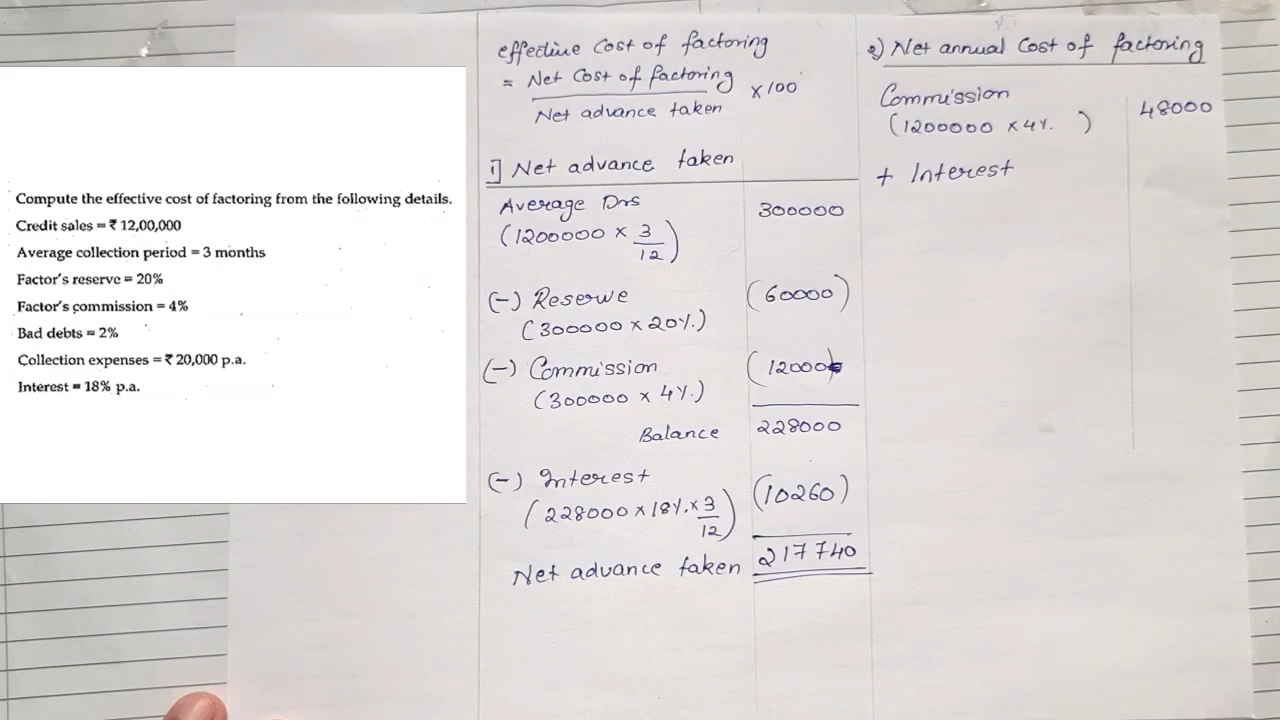 Compute the effective cost of factoring from the following details.
Credit sales = ₹ 12,00,000
Average collection period = 3 months
Factor's reserve = 20%
Factor's commission = 4%
Bad debts = 2%
Collection expenses = ₹ 20,000 p.a.
Interest = 18% p.a.
effective cost of factoring
= Net cost of factoring / Net advance taken × 100
1] Net advance taken
Average Drs 300000
(1200000 × 3/12)
(-) Reserve (60000)
(300000 × 20%)
(-) Commission (12000)
(300000 × 4%)
Balance 228000
(-) Interest (10260)
(228000 × 18% × 3/12)
Net advance taken 217740
2) Net annual cost of factoring
Commission 48000
(1200000 × 4% )
+ Interest